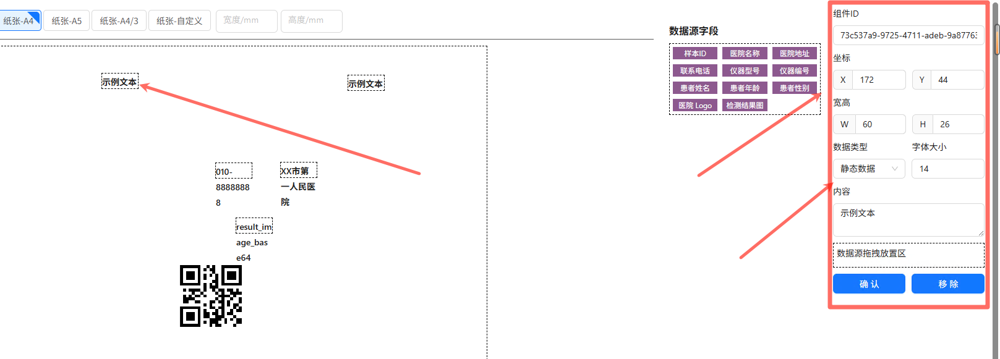 纸张-A4
纸张-A5
纸张-A4/3
纸张-自定义
宽度/mm
高度/mm
示例文本
示例文本
010-
8888888
8
XX市第
一人民医
院
result_im
age_bas
e64
数据源字段
样本ID
医院名称
医院地址
联系电话
仪器型号
仪器编号
患者姓名
患者年龄
患者性别
医院 Logo
检测结果图
组件ID
73c537a9-9725-4711-adeb-9a8776
坐标
X 172
Y 44
宽高
W 60
H 26
数据类型
字体大小
静态数据
14
内容
示例文本
数据源拖拽放置区
确 认
移 除